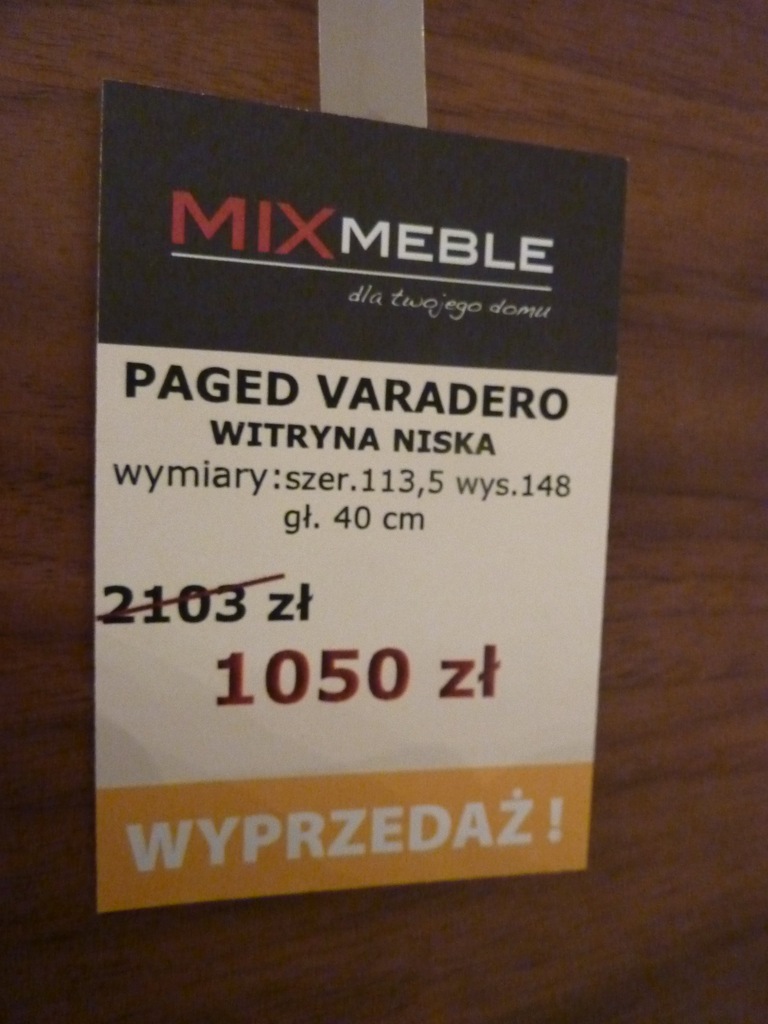 MIXMEBLE
dla twojego domu
PAGED VARADERO
WITRYNA NISKA
wymiary:szer.113,5 wys.148
gł. 40 cm
2103 zł
1050 zł
WYPRZEDAŻ!